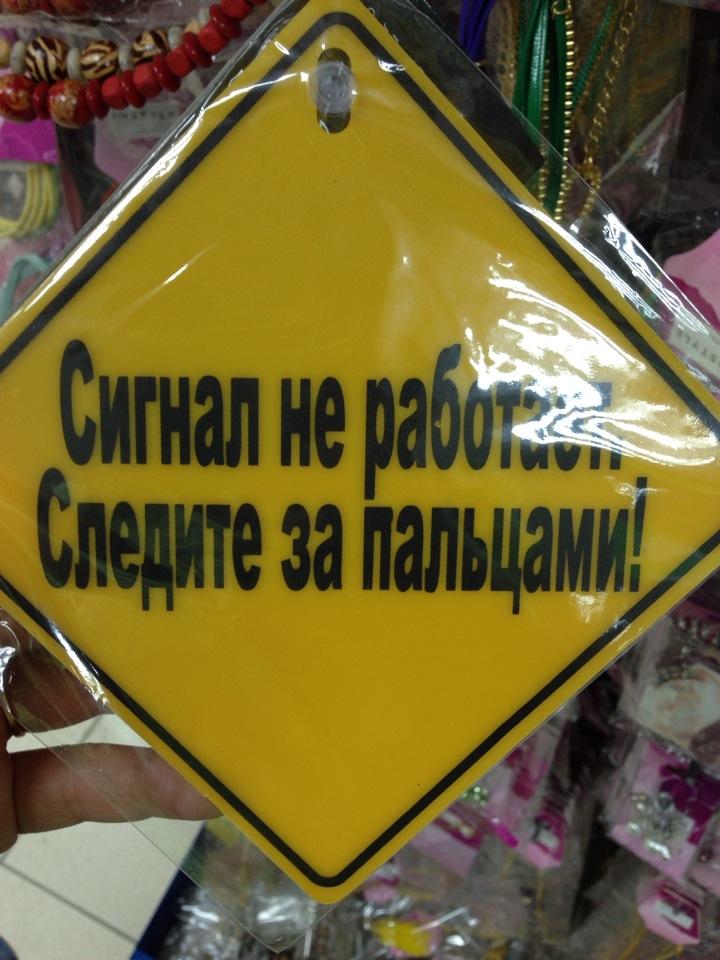 Сигнал не работает.
Следите за пальцами!